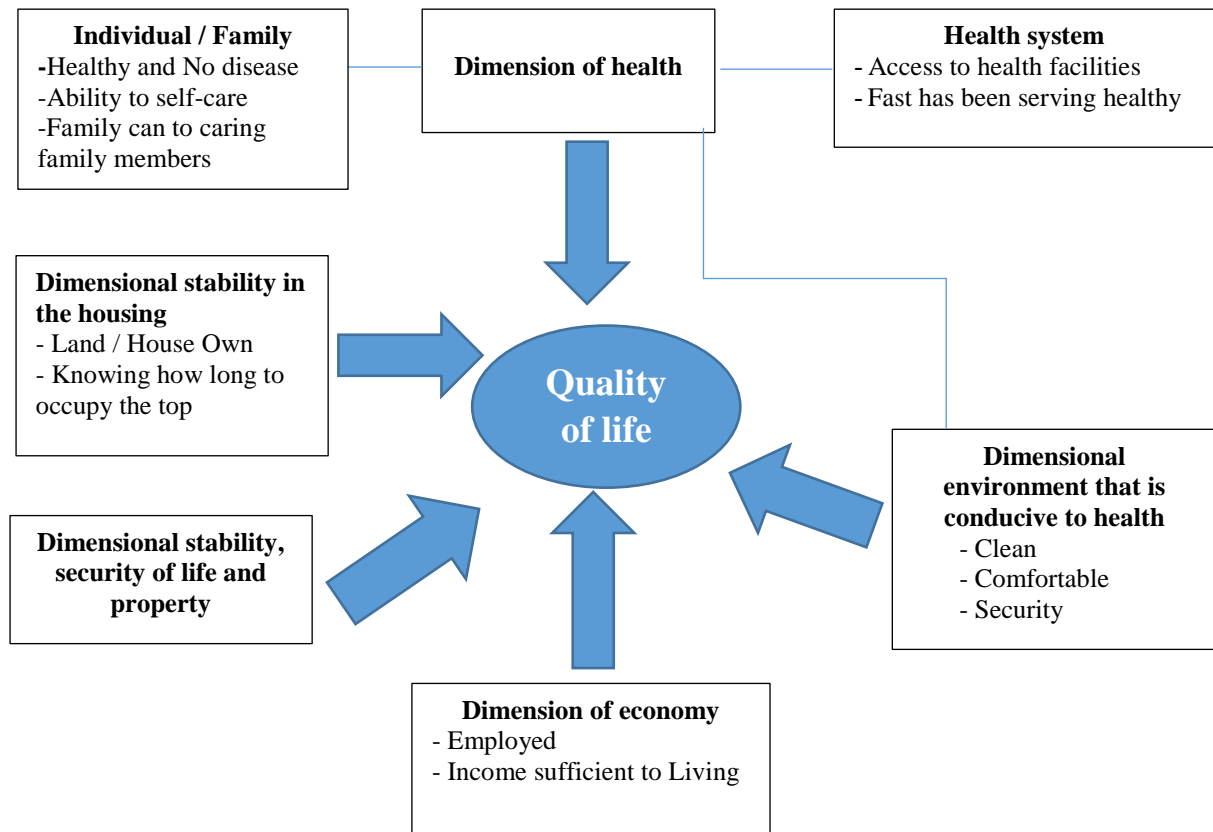 Individual / Family
-Healthy and No disease
-Ability to self-care
-Family can to caring
family members
Dimension of health
Health system
- Access to health facilities
- Fast has been serving healthy
Dimensional stability in
the housing
- Land / House Own
- Knowing how long to
occupy the top
Quality
of life
Dimensional
environment that is
conducive to health
- Clean
- Comfortable
- Security
Dimensional stability,
security of life and
property
Dimension of economy
- Employed
- Income sufficient to Living